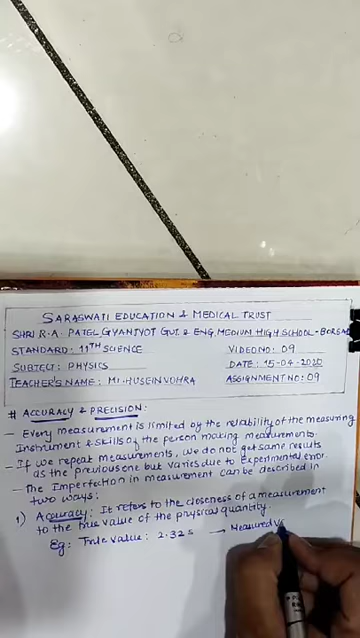 SARASWATI EDUCATION & MEDICAL TRUST
SHRI R.A. PATEL GYANJYOT GUJ. & ENG. MEDIUM HIGH SCHOOL - BORSAD
STANDARD: 11TH SCIENCE VIDEO NO: 09
SUBJECT: PHYSICS DATE: 15-04-2020
TEACHER'S NAME: Mr. HUSEIN VOHRA ASSIGNMENT NO: 09
# ACCURACY & PRECISION:
- Every measurement is limited by the reliability of the measuring
Instrument & skills of the person making measurements.
- If we repeat measurements, we do not get same results
as the previous one but varies due to experimental error.
- The Imperfection in measurement can be described in
two ways:
1) Accuracy: It refers to the closeness of a measurement
to the true value of the physical quantity.
Eg: True value: 2.32s → Measured